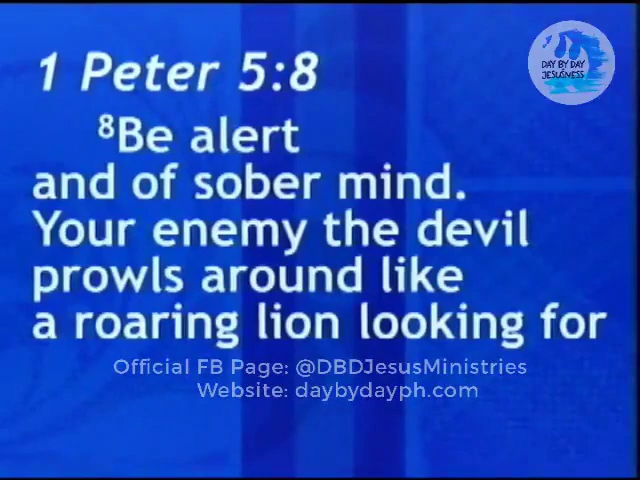 1 Peter 5:8
DAY BY DAY
JESUSNESS
⁸Be alert
and of sober mind.
Your enemy the devil
prowls around like
a roaring lion looking for
Official FB Page: @DBDJesusMinistries
Website: daybydayph.com